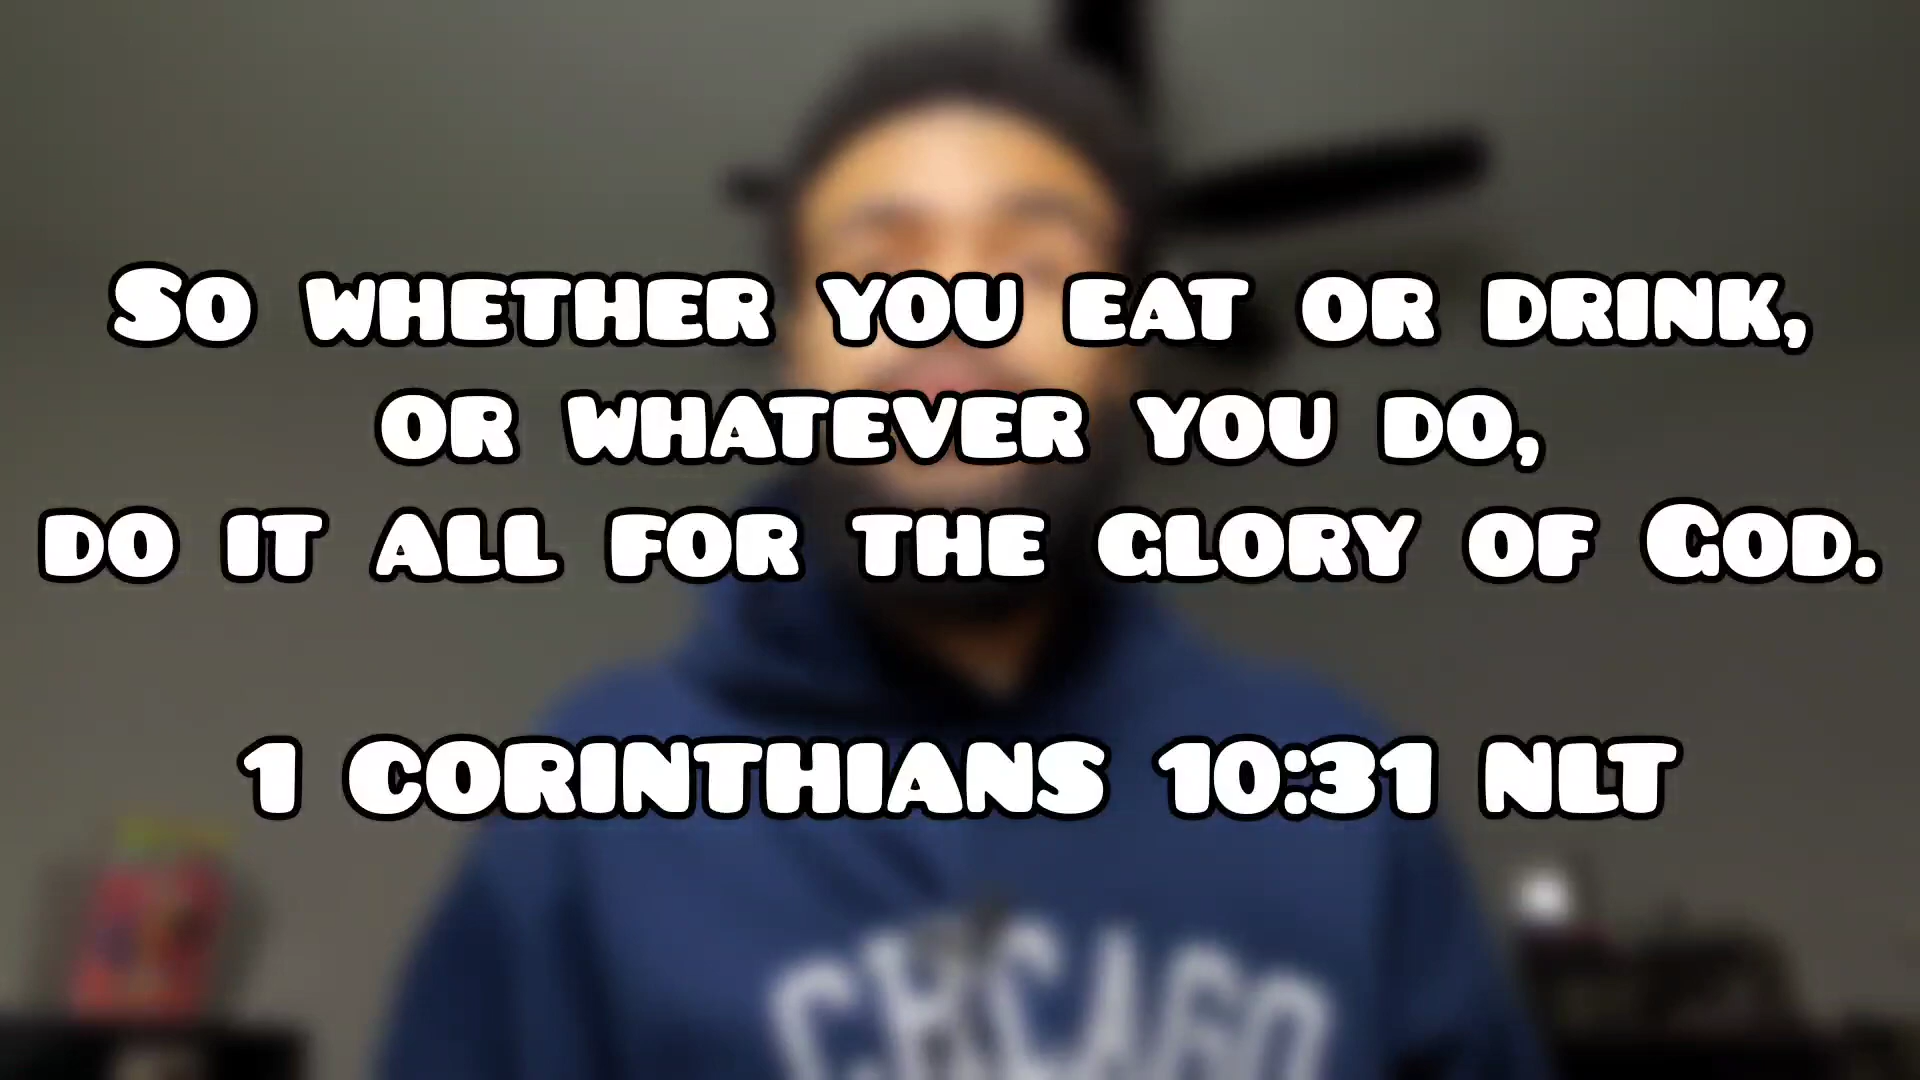 So whether you eat or drink,
or whatever you do,
do it all for the glory of God.
1 CORINTHIANS 10:31 NLT
CHICAGO